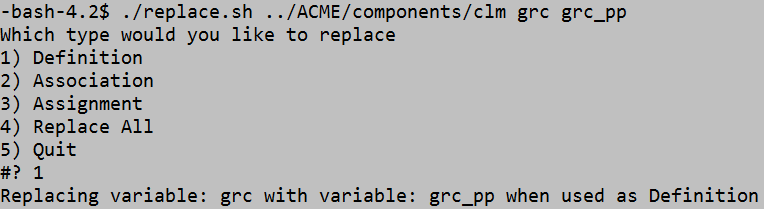 -bash-4.2$ ./replace.sh ../ACME/components/clm grc grc_pp
Which type would you like to replace
1) Definition
2) Association
3) Assignment
4) Replace All
5) Quit
#? 1
Replacing variable: grc with variable: grc_pp when used as Definition